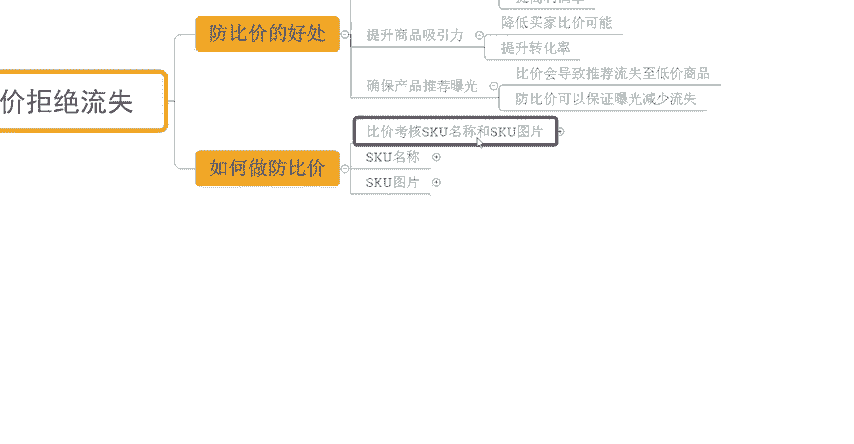 防比价的好处
提升商品吸引力
降低买家比价可能
提升转化率
确保产品推荐曝光
比价会导致推荐流失至低价商品
防比价可以保证曝光减少流失
价拒绝流失
如何做防比价
比价考核SKU名称和SKU图片
SKU名称
SKU图片